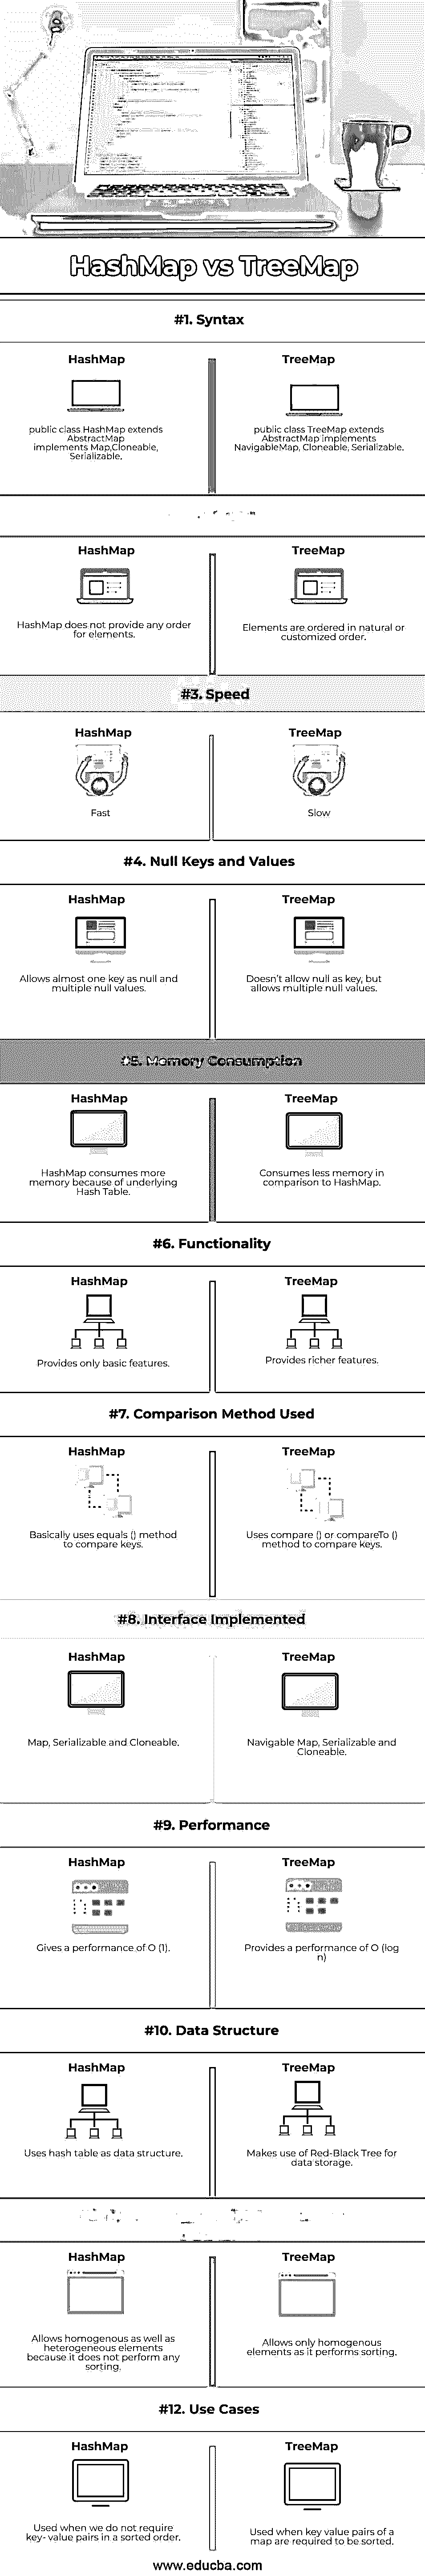 HashMap vs TreeMap
#1. Syntax
HashMap
public class HashMap extends
AbstractMap
implements Map,Cloneable,
Serializable.
TreeMap
public class TreeMap extends
AbstractMap implements
NavigableMap, Cloneable, Serializable.
HashMap
HashMap does not provide any order
for elements.
TreeMap
Elements are ordered in natural or
customized order.
#3. Speed
HashMap
Fast
TreeMap
Slow
#4. Null Keys and Values
HashMap
Allows almost one key as null and
multiple null values.
TreeMap
Doesn't allow null as key, but
allows multiple null values.
#5. Memory Consumption
HashMap
HashMap consumes more
memory because of underlying
Hash Table.
TreeMap
Consumes less memory in
comparison to HashMap.
#6. Functionality
HashMap
Provides only basic features.
TreeMap
Provides richer features.
#7. Comparison Method Used
HashMap
Basically uses equals () method
to compare keys.
TreeMap
Uses compare () or compareTo ()
method to compare keys.
#8. Interface Implemented
HashMap
Map, Serializable and Cloneable.
TreeMap
Navigable Map, Serializable and
Cloneable.
#9. Performance
HashMap
Gives a performance of O (1).
TreeMap
Provides a performance of O (log
n)
#10. Data Structure
HashMap
Uses hash table as data structure.
TreeMap
Makes use of Red-Black Tree for
data storage.
HashMap
Allows homogenous as well as
heterogeneous elements
because it does not perform any
sorting.
TreeMap
Allows only homogenous
elements as it performs sorting.
#12. Use Cases
HashMap
Used when we do not require
key- value pairs in a sorted order.
TreeMap
Used when key value pairs of a
map are required to be sorted.
www.educba.com